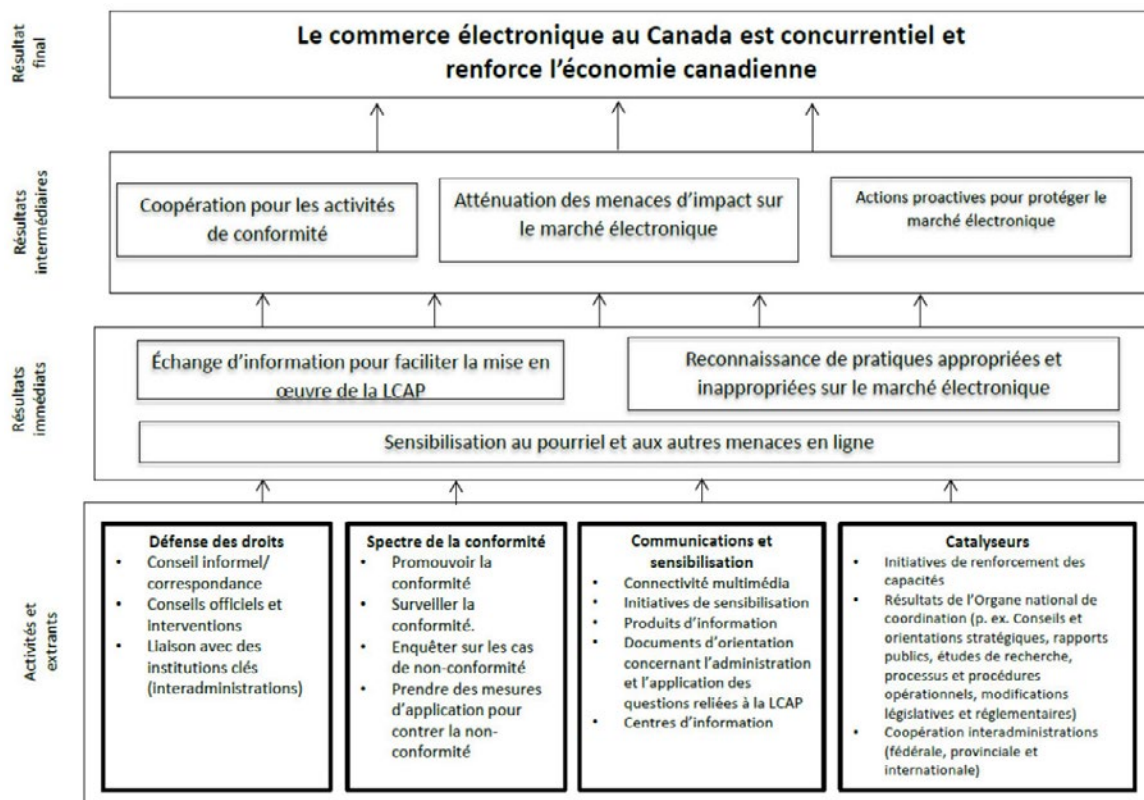 Résultat
final
Le commerce électronique au Canada est concurrentiel et
renforce l'économie canadienne
Résultats
intermédiaires
Coopération pour les activités
de conformité
Atténuation des menaces d'impact sur
le marché électronique
Actions proactives pour protéger le
marché électronique
Résultats
immédiats
Échange d'information pour faciliter la mise en
œuvre de la LCAP
Reconnaissance de pratiques appropriées et
inappropriées sur le marché électronique
Sensibilisation au pourriel et aux autres menaces en ligne
Activités et
extrants
Défense des droits
• Conseil informel/
correspondance
• Conseils officiels et
interventions
• Liaison avec des
institutions clés
(interadministrations)
Spectre de la conformité
• Promouvoir la
conformité
• Surveiller la
conformité.
• Enquêter sur les cas
de non-conformité
• Prendre des mesures
d'application pour
contrer la non-
conformité
Communications et
sensibilisation
• Connectivité multimédia
• Initiatives de sensibilisation
• Produits d'information
• Documents d'orientation
concernant l'administration
et l'application des
questions reliées à la LCAP
• Centres d'information
Catalyseurs
• Initiatives de renforcement des
capacités
• Résultats de l'Organe national de
coordination (p. ex. Conseils et
orientations stratégiques, rapports
publics, études de recherche,
processus et procédures
opérationnels, modifications
législatives et réglementaires)
• Coopération interadministrations
(fédérale, provinciale et
internationale)